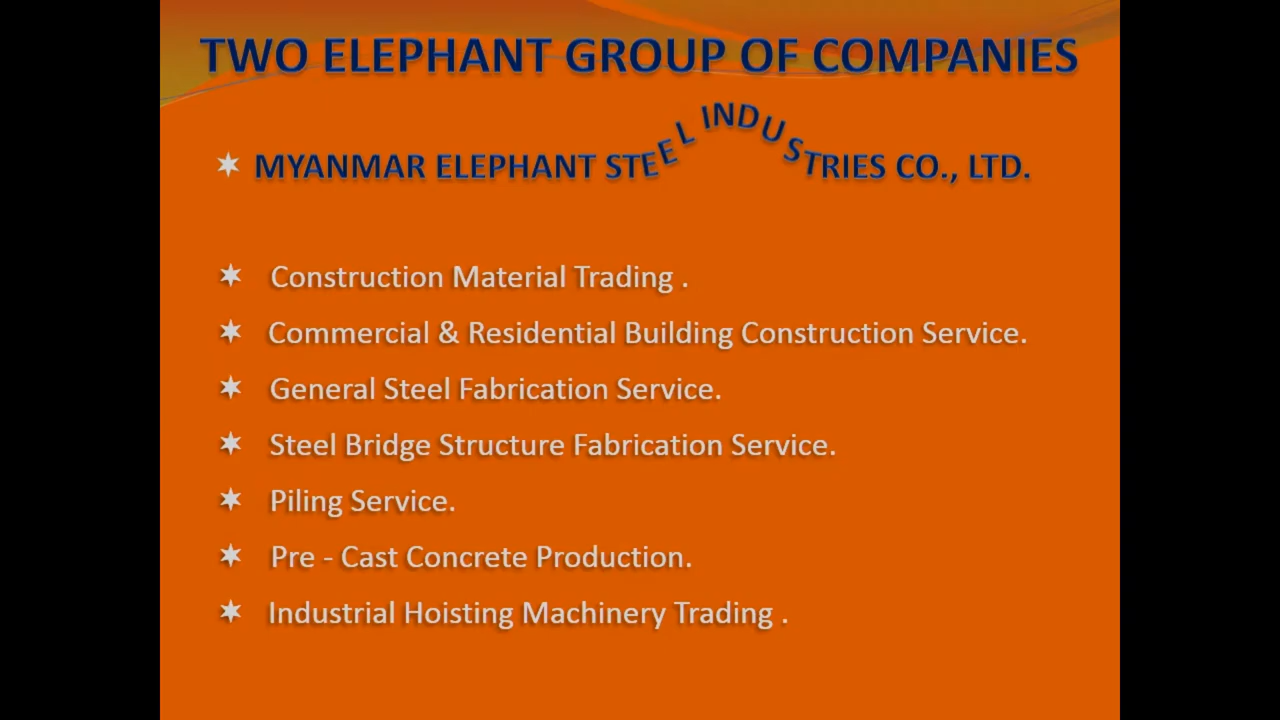 TWO ELEPHANT GROUP OF COMPANIES
MYANMAR ELEPHANT STEEL INDUSTRIES CO., LTD.
Construction Material Trading .
Commercial & Residential Building Construction Service.
General Steel Fabrication Service.
Steel Bridge Structure Fabrication Service.
Piling Service.
Pre - Cast Concrete Production.
Industrial Hoisting Machinery Trading .